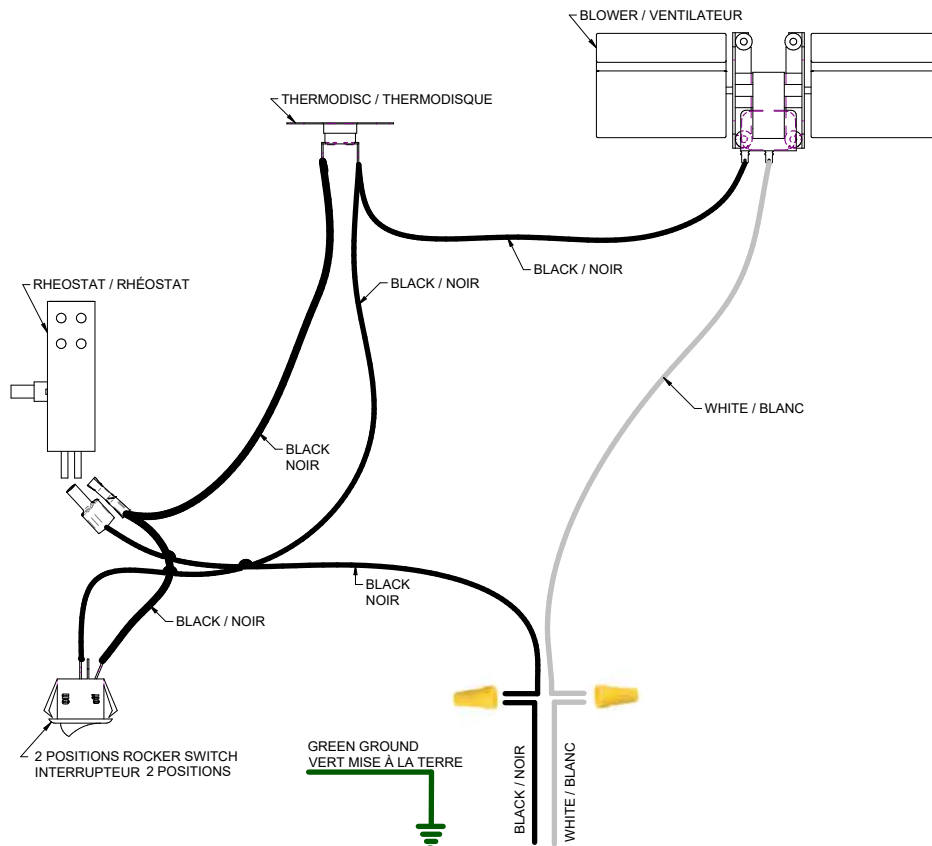 BLOWER / VENTILATEUR
THERMODISC / THERMODISQUE
BLACK / NOIR
BLACK / NOIR
RHEOSTAT / RHÉOSTAT
WHITE / BLANC
BLACK
NOIR
BLACK
NOIR
BLACK / NOIR
2 POSITIONS ROCKER SWITCH
INTERRUPTEUR 2 POSITIONS
GREEN GROUND
VERT MISE À LA TERRE
BLACK / NOIR
WHITE / BLANC